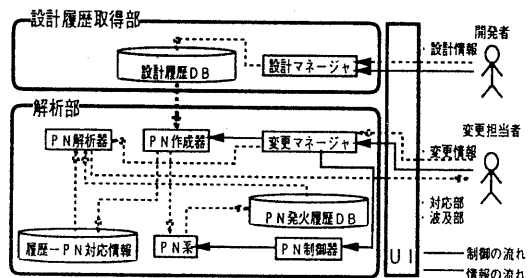 設計履歴取得部
開発者
・設計情報
設計履歴DB
設計マネージャ
解析部
変更担当者
PN解析器
PN作成器
変更マネージャ
・変更情報
・対応部
・波及部
PN発火履歴DB
履歴ーPN対応情報
PN系
PN制御器
UI
制御の流れ
情報の流れ